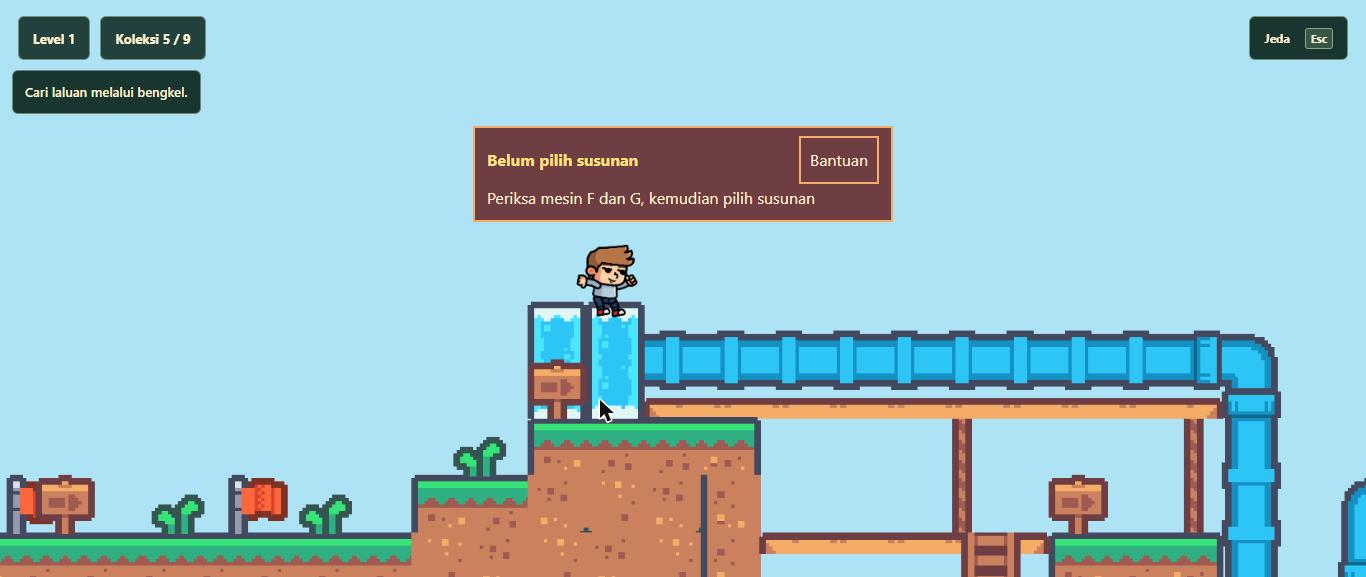 Level 1
Koleksi 5 / 9
Jeda Esc
Cari laluan melalui bengkel.
Belum pilih susunan
Bantuan
Periksa mesin F dan G, kemudian pilih susunan